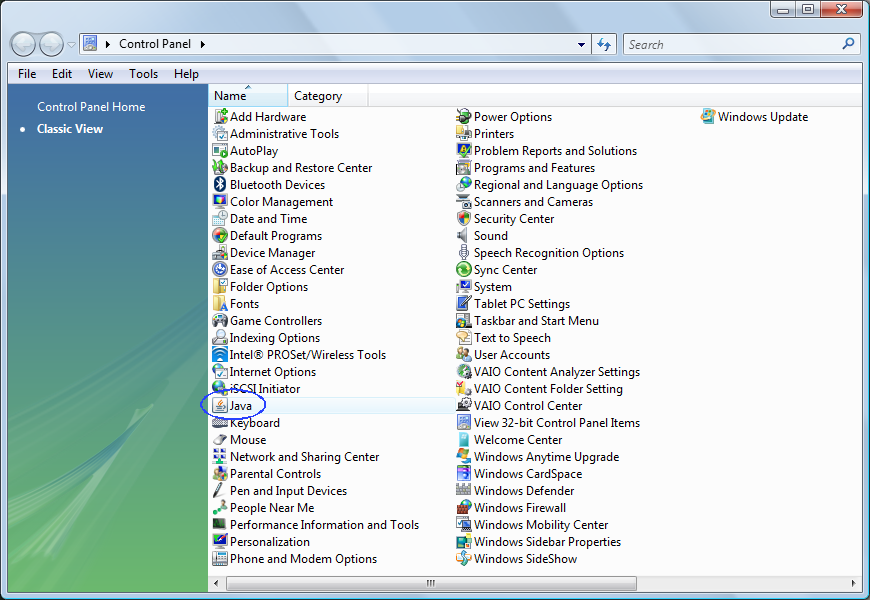 Control Panel
Search
File Edit View Tools Help
Control Panel Home
Classic View
Name Category
Add Hardware
Administrative Tools
AutoPlay
Backup and Restore Center
Bluetooth Devices
Color Management
Date and Time
Default Programs
Device Manager
Ease of Access Center
Folder Options
Fonts
Game Controllers
Indexing Options
Intel® PROSet/Wireless Tools
Internet Options
iSCSI Initiator
Java
Keyboard
Mouse
Network and Sharing Center
Parental Controls
Pen and Input Devices
People Near Me
Performance Information and Tools
Personalization
Phone and Modem Options
Power Options
Printers
Problem Reports and Solutions
Programs and Features
Regional and Language Options
Scanners and Cameras
Security Center
Sound
Speech Recognition Options
Sync Center
System
Tablet PC Settings
Taskbar and Start Menu
Text to Speech
User Accounts
VAIO Content Analyzer Settings
VAIO Content Folder Setting
VAIO Control Center
View 32-bit Control Panel Items
Welcome Center
Windows Anytime Upgrade
Windows CardSpace
Windows Defender
Windows Firewall
Windows Mobility Center
Windows Sidebar Properties
Windows SideShow
Windows Update